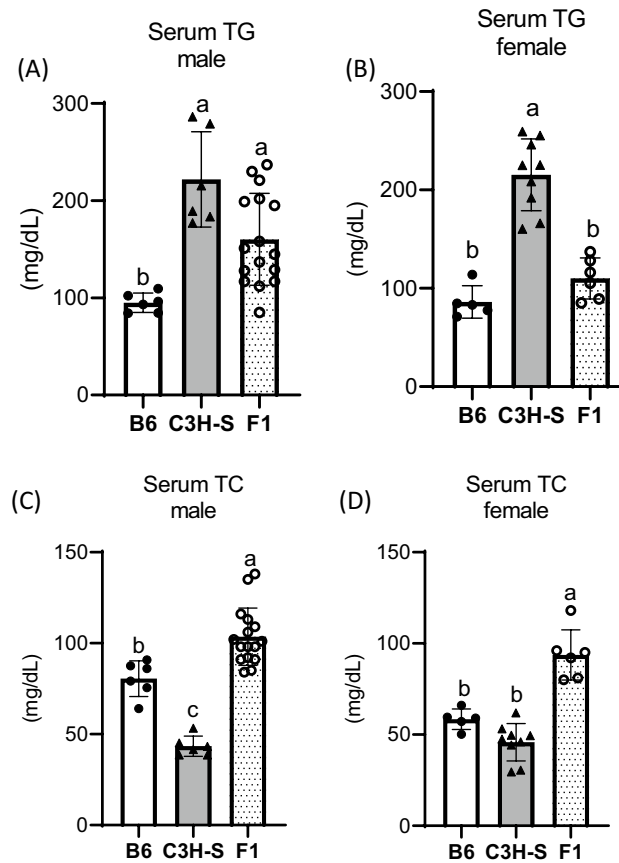 (A)
Serum TG
male
(mg/dL)
300
200
100
0
b
a
a
B6 C3H-S F1
(B)
Serum TG
female
(mg/dL)
300
200
100
0
b
a
b
B6 C3H-S F1
(C)
Serum TC
male
(mg/dL)
150
100
50
0
b
c
a
B6 C3H-S F1
(D)
Serum TC
female
(mg/dL)
150
100
50
0
b
b
a
B6 C3H-S F1